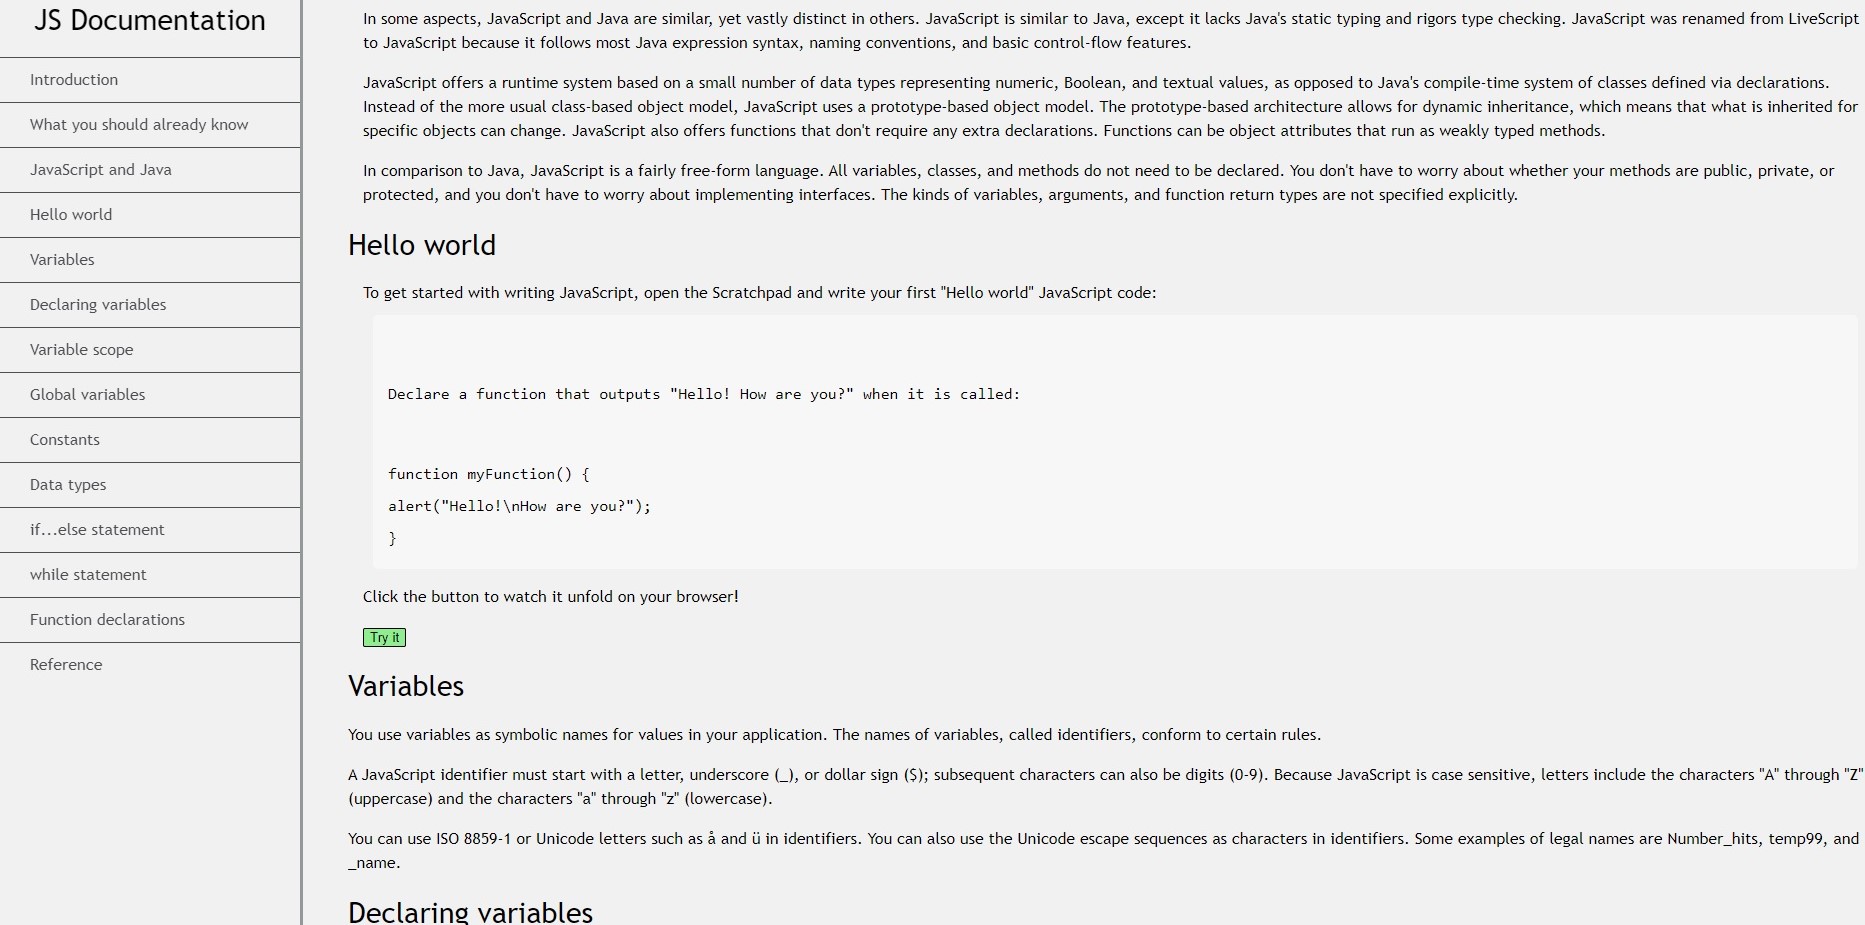 JS Documentation
Introduction
What you should already know
JavaScript and Java
Hello world
Variables
Declaring variables
Variable scope
Global variables
Constants
Data types
if...else statement
while statement
Function declarations
Reference
In some aspects, JavaScript and Java are similar, yet vastly distinct in others. JavaScript is similar to Java, except it lacks Java's static typing and rigors type checking. JavaScript was renamed from LiveScript
to JavaScript because it follows most Java expression syntax, naming conventions, and basic control-flow features.
JavaScript offers a runtime system based on a small number of data types representing numeric, Boolean, and textual values, as opposed to Java's compile-time system of classes defined via declarations.
Instead of the more usual class-based object model, JavaScript uses a prototype-based object model. The prototype-based architecture allows for dynamic inheritance, which means that what is inherited for
specific objects can change. JavaScript also offers functions that don't require any extra declarations. Functions can be object attributes that run as weakly typed methods.
In comparison to Java, JavaScript is a fairly free-form language. All variables, classes, and methods do not need to be declared. You don't have to worry about whether your methods are public, private, or
protected, and you don't have to worry about implementing interfaces. The kinds of variables, arguments, and function return types are not specified explicitly.
Hello world
To get started with writing JavaScript, open the Scratchpad and write your first "Hello world" JavaScript code:
Declare a function that outputs "Hello! How are you?" when it is called:
function myFunction() {
alert("Hello!\nHow are you?");
}
Click the button to watch it unfold on your browser!
Try it
Variables
You use variables as symbolic names for values in your application. The names of variables, called identifiers, conform to certain rules.
A JavaScript identifier must start with a letter, underscore (_), or dollar sign ($); subsequent characters can also be digits (0-9). Because JavaScript is case sensitive, letters include the characters "A" through "Z"
(uppercase) and the characters "a" through "z" (lowercase).
You can use ISO 8859-1 or Unicode letters such as å and ü in identifiers. You can also use the Unicode escape sequences as characters in identifiers. Some examples of legal names are Number_hits, temp99, and
_name.
Declaring variables